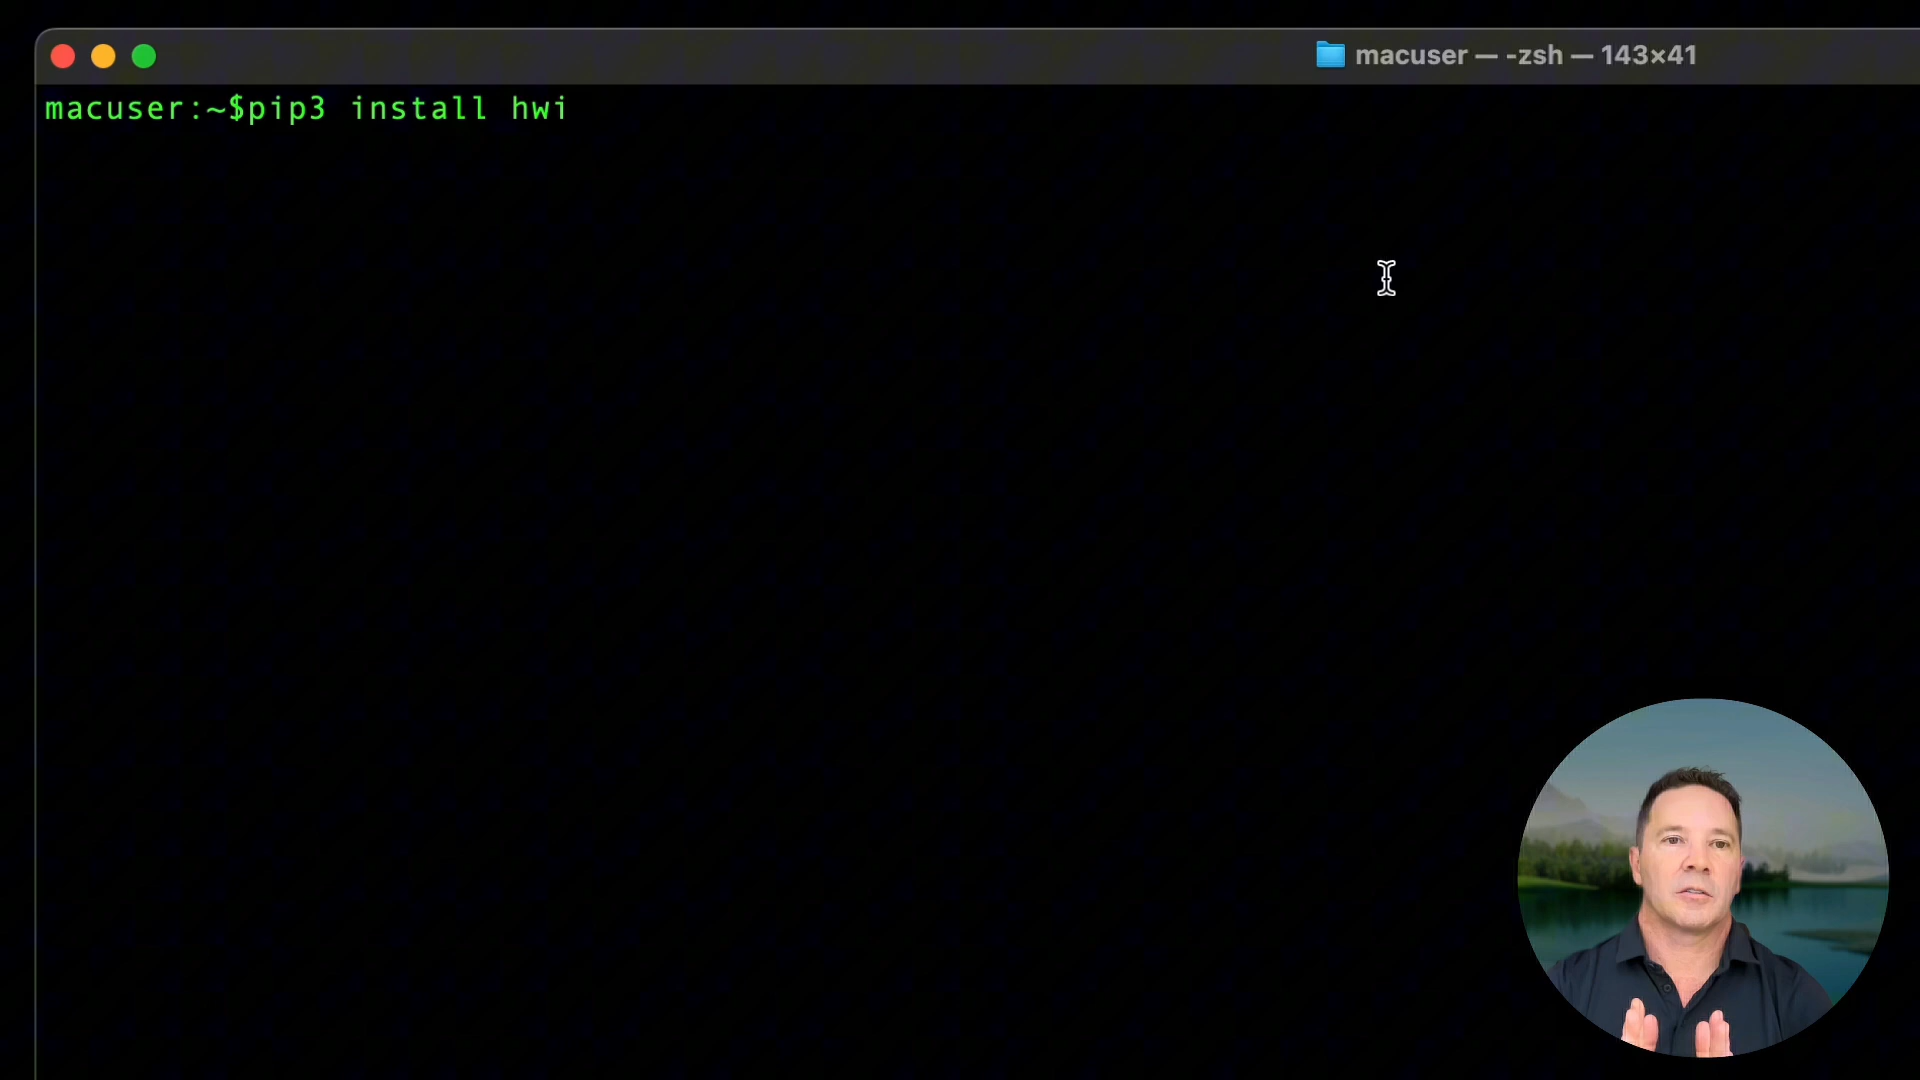 macuser — -zsh — 143×41
macuser:~$pip3 install hwi